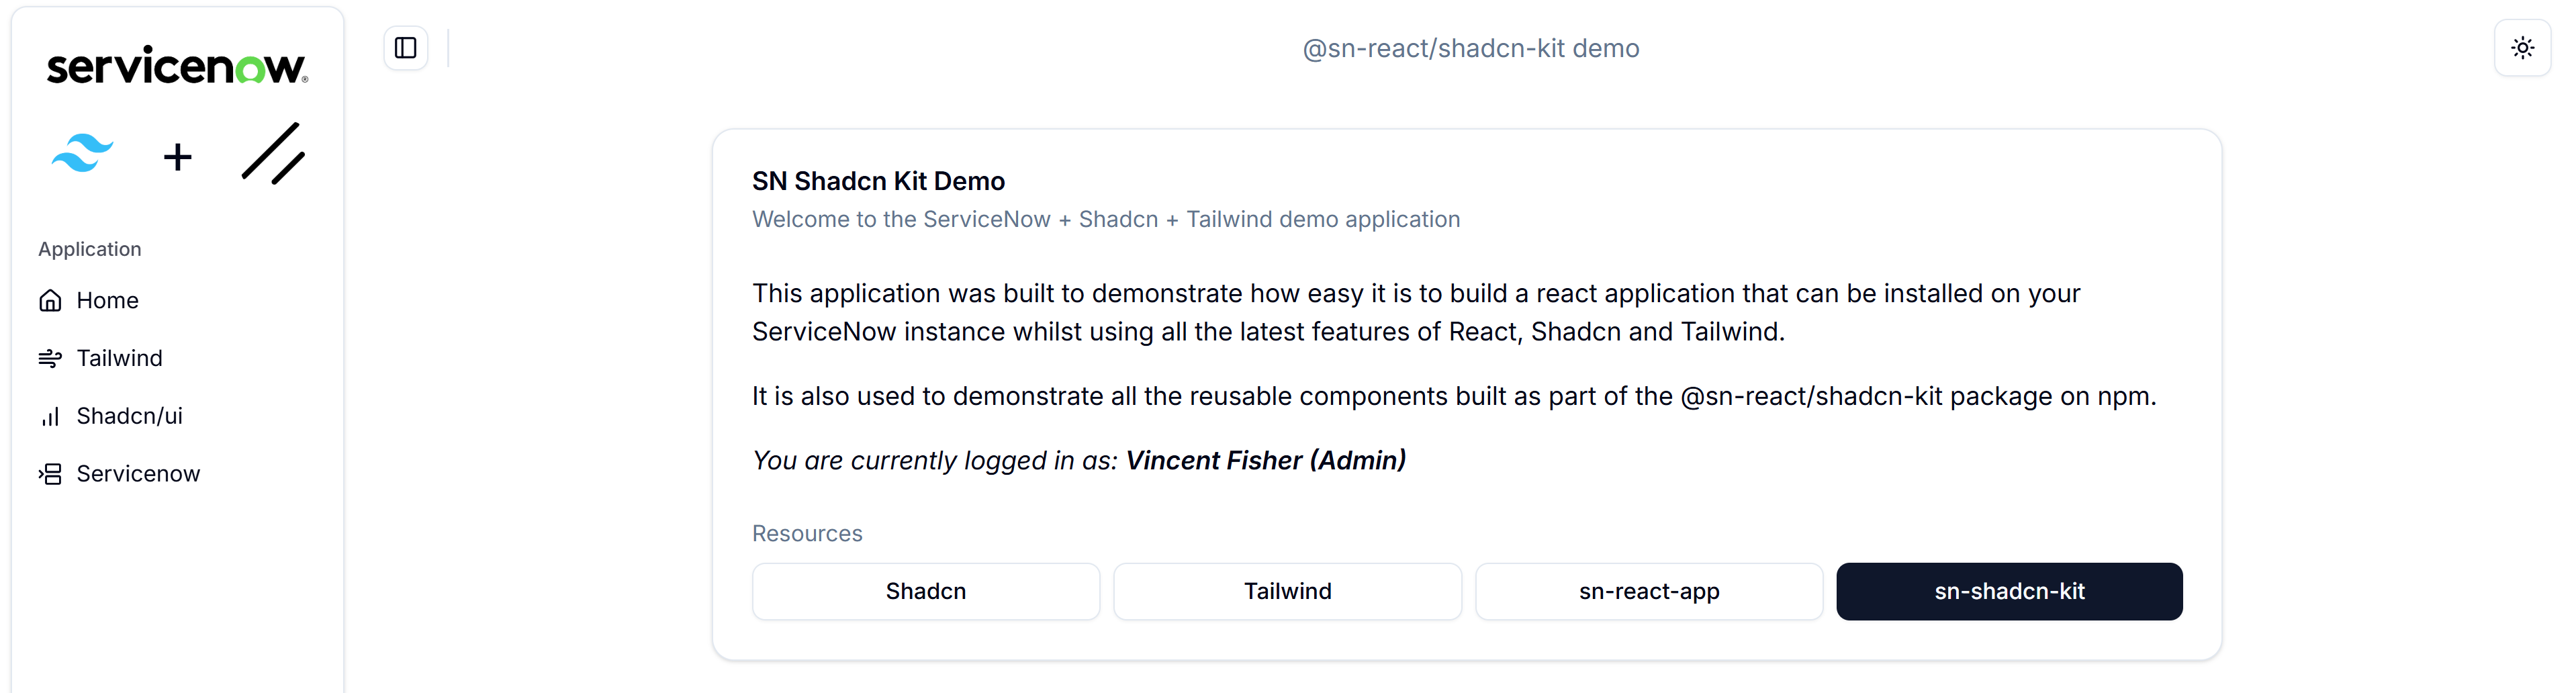 servicenow®
+
Application
Home
Tailwind
Shadcn/ui
Servicenow
@sn-react/shadcn-kit demo
SN Shadcn Kit Demo
Welcome to the ServiceNow + Shadcn + Tailwind demo application
This application was built to demonstrate how easy it is to build a react application that can be installed on your
ServiceNow instance whilst using all the latest features of React, Shadcn and Tailwind.
It is also used to demonstrate all the reusable components built as part of the @sn-react/shadcn-kit package on npm.
You are currently logged in as: Vincent Fisher (Admin)
Resources
Shadcn
Tailwind
sn-react-app
sn-shadcn-kit